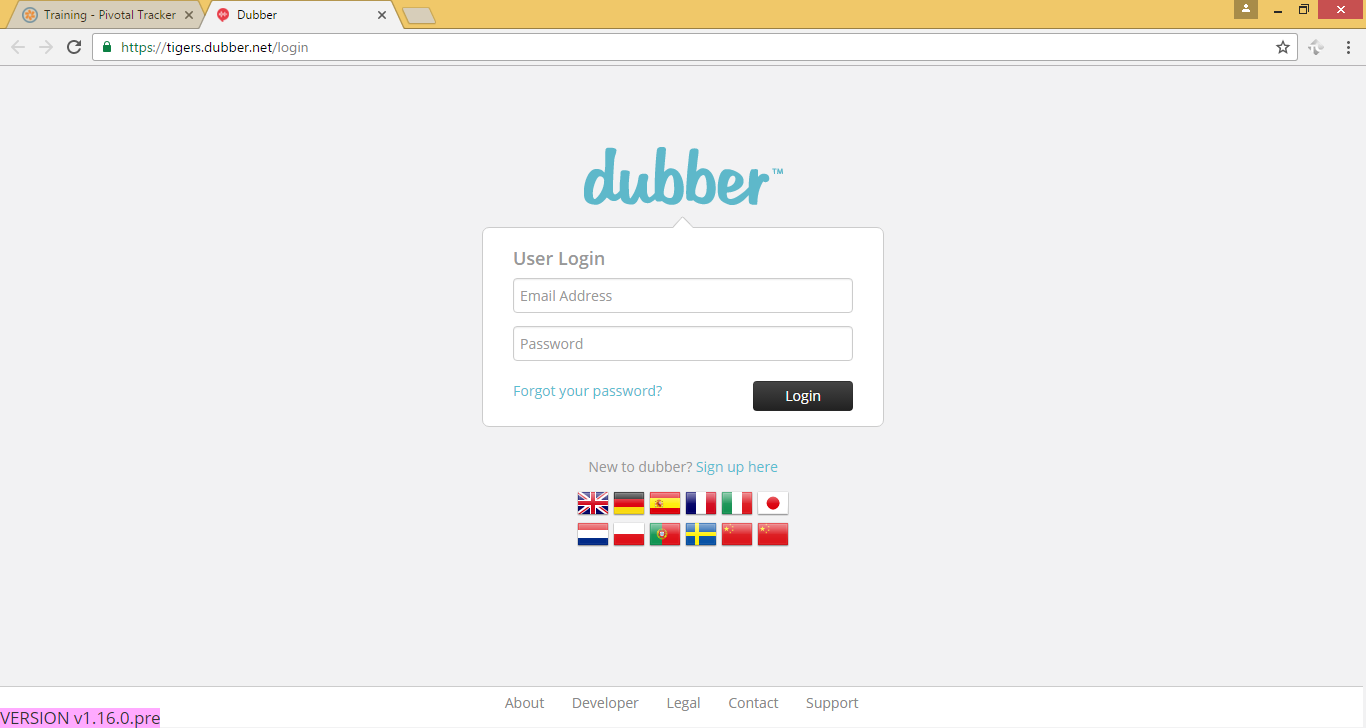 Training - Pivotal Tracker
Dubber
https://tigers.dubber.net/login
dubber™
User Login
Email Address
Password
Forgot your password?
Login
New to dubber? Sign up here
About Developer Legal Contact Support
VERSION v1.16.0.pre